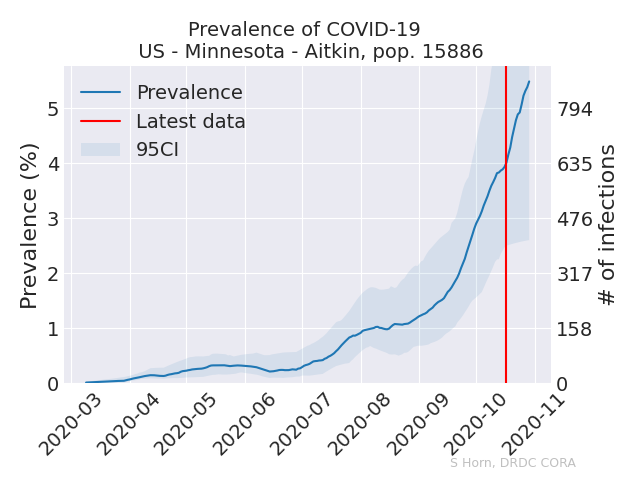 Prevalence of COVID-19
US - Minnesota - Aitkin, pop. 15886
Prevalence
Latest data
95CI
Prevalence (%)
5
4
3
2
1
0
794
635
476
317
158
0
# of infections
2020-03
2020-04
2020-05
2020-06
2020-07
2020-08
2020-09
2020-10
2020-11
S Horn, DRDC CORA